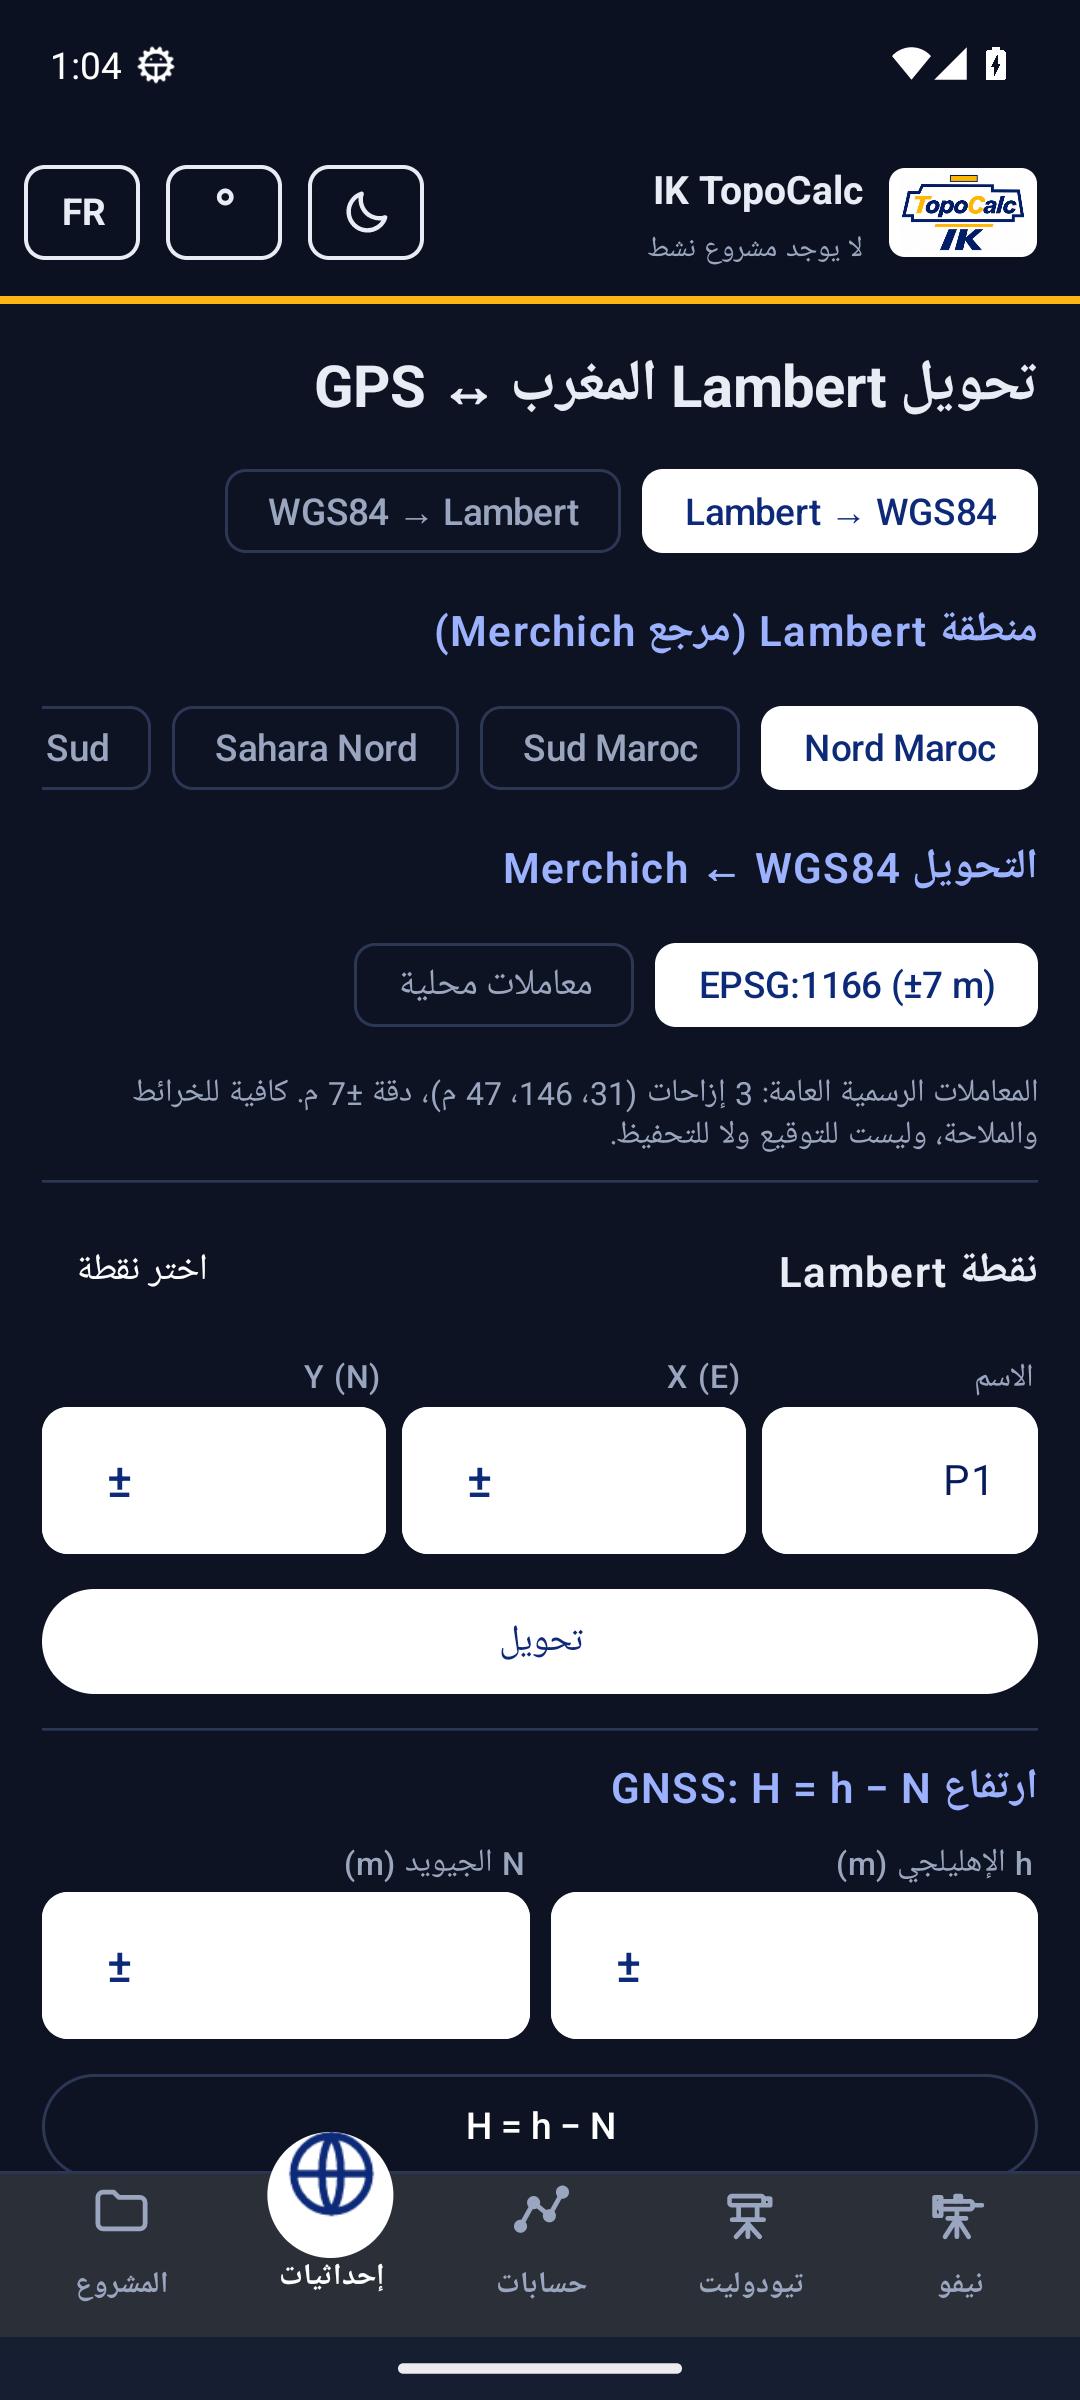 1:04
FR
°
IK TopoCalc
لا يوجد مشروع نشط
TopoCalc
IK
تحويل Lambert المغرب ↔ GPS
Lambert → WGS84
WGS84 → Lambert
منطقة Lambert (مرجع Merchich)
Nord Maroc
Sud Maroc
Sahara Nord
Sud
التحويل Merchich ← WGS84
EPSG:1166 (±7 m)
معاملات محلية
المعاملات الرسمية العامة: 3 إزاحات (31، 146، 47 م)، دقة ±7 م. كافية للخرائط
والملاحة، وليست للتوقيع ولا للتحفيظ.
نقطة Lambert
اختر نقطة
الاسم
X (E)
Y (N)
P1
±
±
تحويل
ارتفاع GNSS: H = h − N
h الإهليلجي (m)
N الجيويد (m)
±
±
H = h − N
نيفو
تيودوليت
حسابات
إحداثيات
المشروع